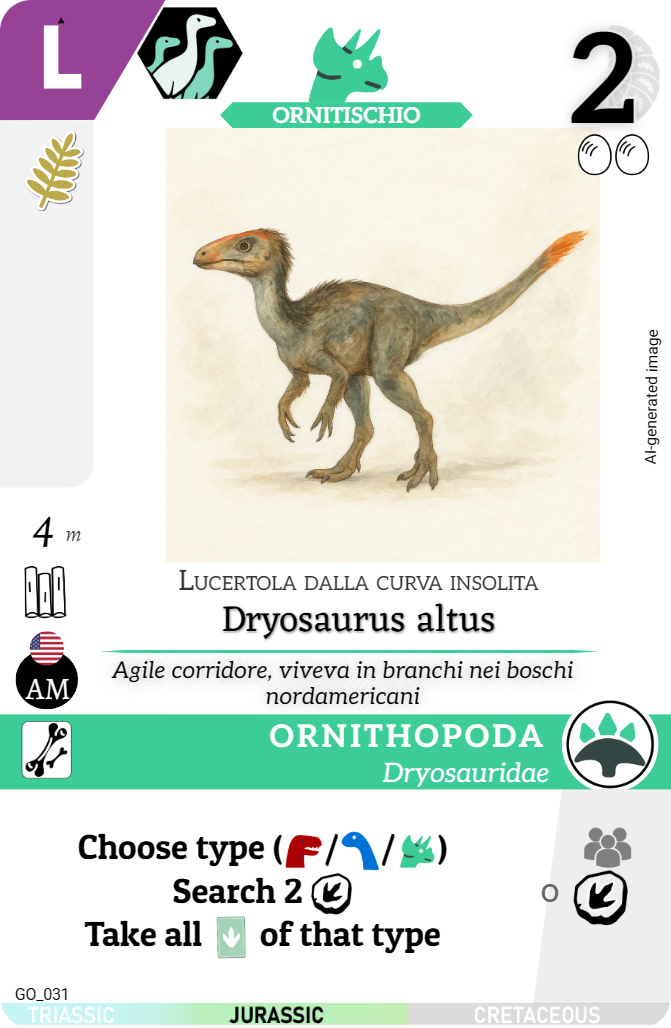 L
2
ORNITISCHIO
AI-generated image
4 m
Lucertola dalla curva insolita
Dryosaurus altus
AM
Agile corridore, viveva in branchi nei boschi
nordamericani
ORNITHOPODA
Dryosauridae
Choose type ( / / )
Search 2
O
Take all of that type
GO_031
TRIASSIC JURASSIC CRETACEOUS